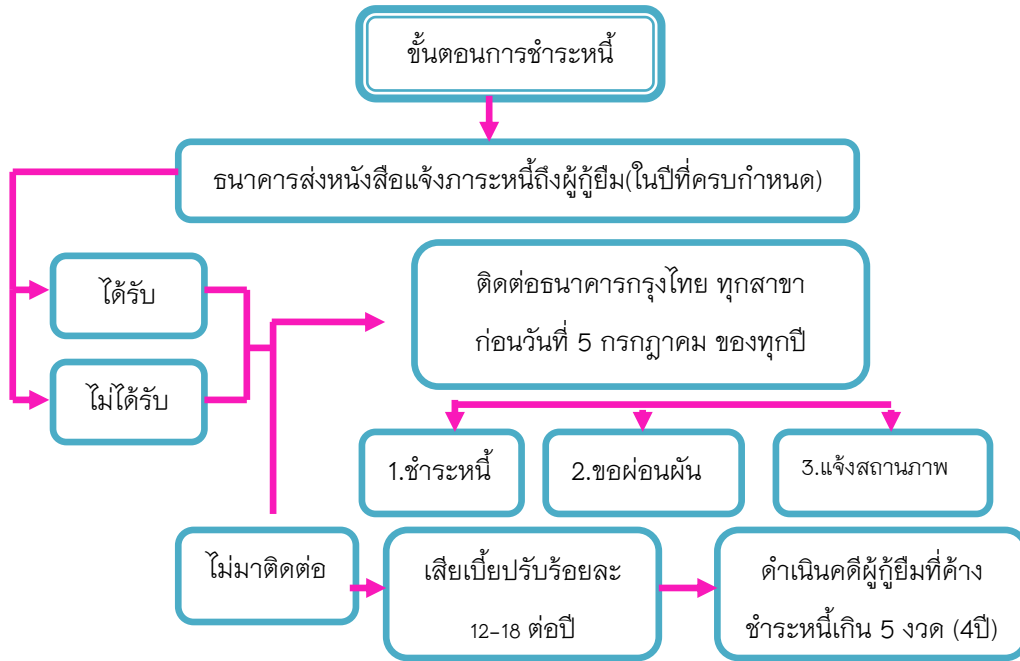 ขั้นตอนการชำระหนี้
ธนาคารส่งหนังสือแจ้งภาระหนี้ถึงผู้กู้ยืม(ในปีที่ครบกำหนด)
ได้รับ
ไม่ได้รับ
ติดต่อธนาคารกรุงไทย ทุกสาขา
ก่อนวันที่ 5 กรกฎาคม ของทุกปี
1.ชำระหนี้
2.ขอผ่อนผัน
3.แจ้งสถานภาพ
ไม่มาติดต่อ
เสียเบี้ยปรับร้อยละ
12-18 ต่อปี
ดำเนินคดีผู้กู้ยืมที่ค้าง
ชำระหนี้เกิน 5 งวด (4ปี)